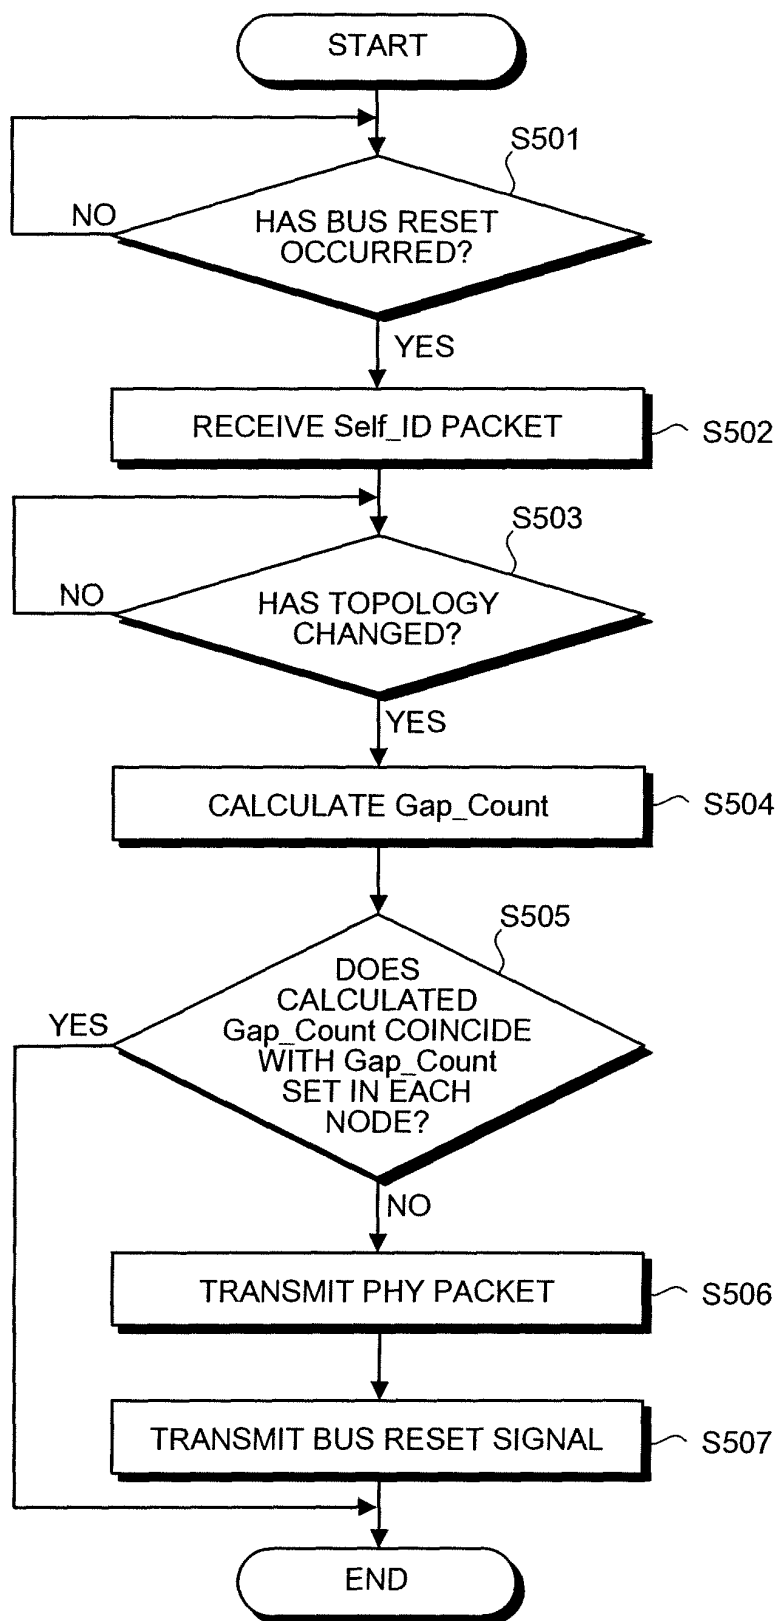 START
S501
HAS BUS RESET
OCCURRED?
NO
YES
RECEIVE Self_ID PACKET
S502
S503
HAS TOPOLOGY
CHANGED?
NO
YES
CALCULATE Gap_Count
S504
S505
DOES
CALCULATED
Gap_Count COINCIDE
WITH Gap_Count
SET IN EACH
NODE?
YES
NO
TRANSMIT PHY PACKET
S506
TRANSMIT BUS RESET SIGNAL
S507
END